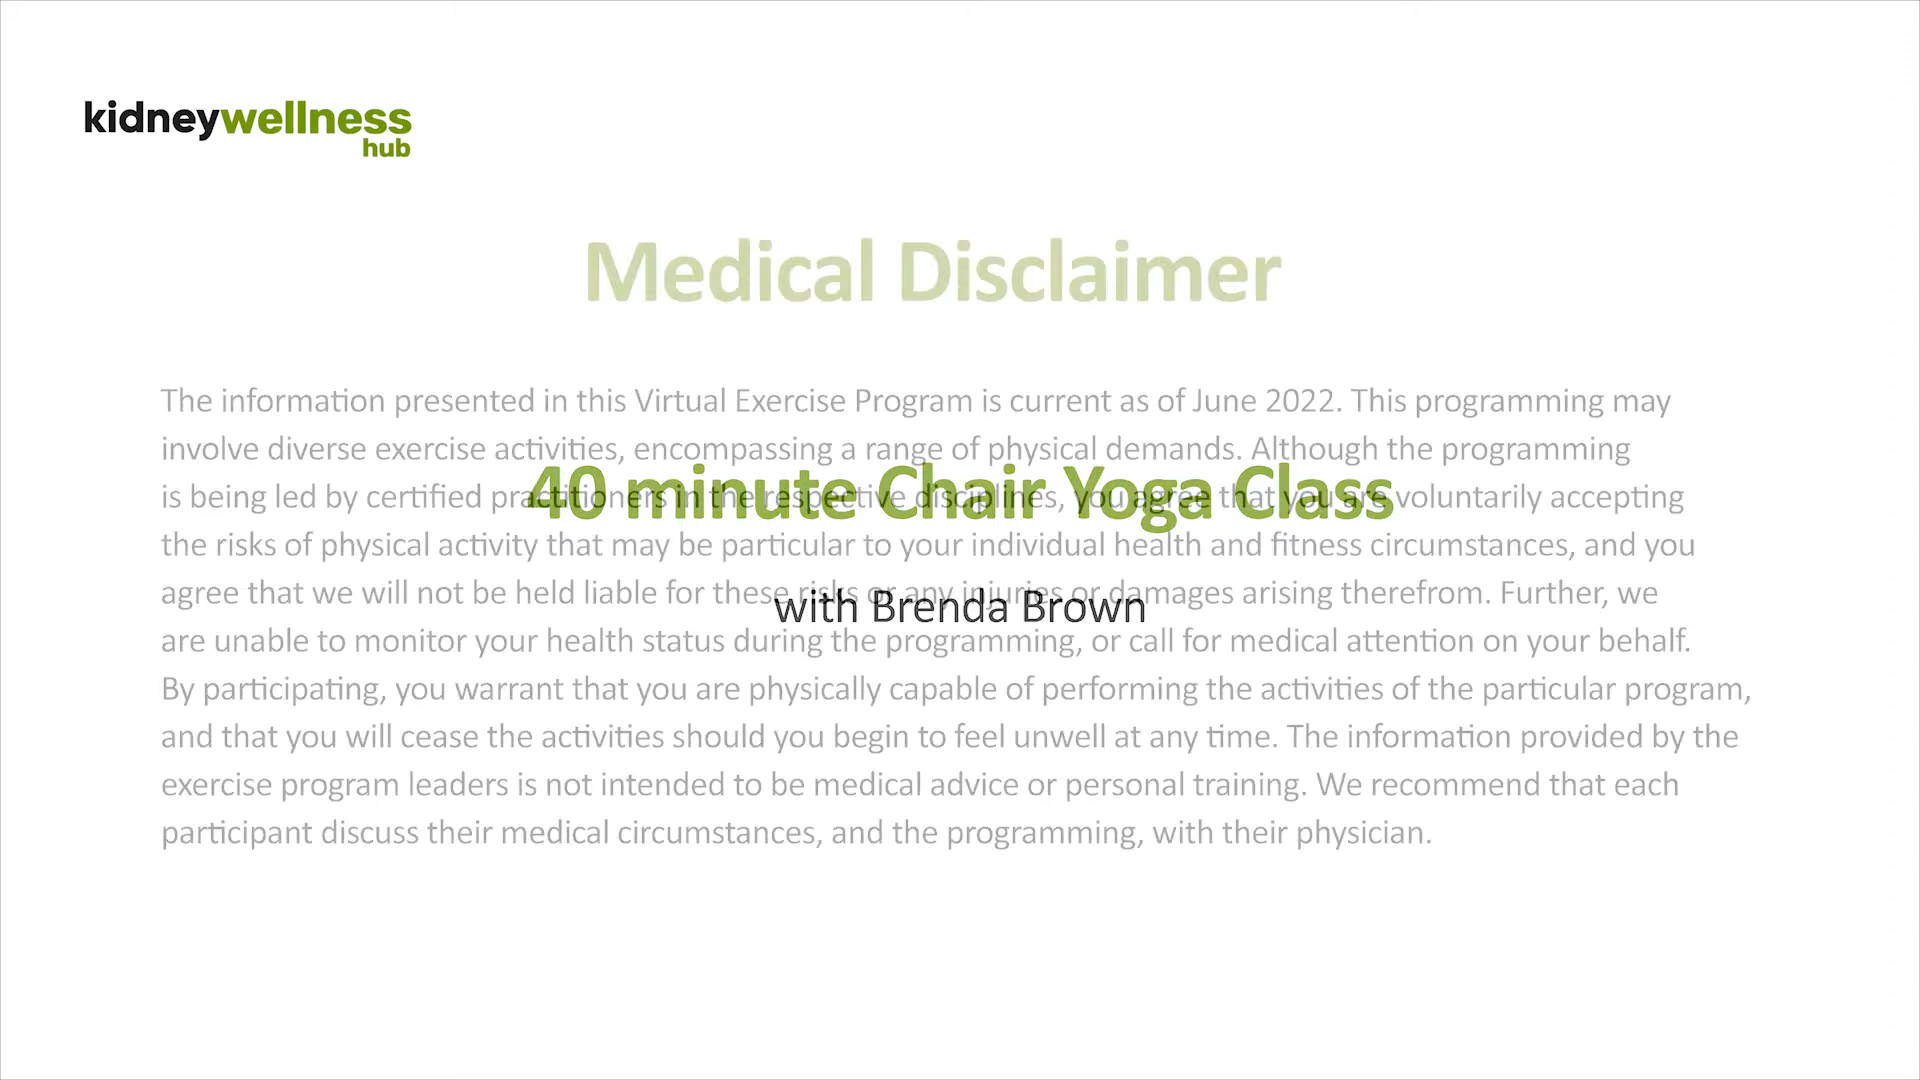 kidneywellness
hub
Medical Disclaimer
The information presented in this Virtual Exercise Program is current as of June 2022. This programming may
involve diverse exercise activities, encompassing a range of physical demands. Although the programming
is being led by certified practitioners in the respective disciplines, you agree that you are voluntarily accepting
40 minute Chair Yoga Class
the risks of physical activity that may be particular to your individual health and fitness circumstances, and you
agree that we will not be held liable for these risks or any injuries or damages arising therefrom. Further, we
with Brenda Brown
are unable to monitor your health status during the programming, or call for medical attention on your behalf.
By participating, you warrant that you are physically capable of performing the activities of the particular program,
and that you will cease the activities should you begin to feel unwell at any time. The information provided by the
exercise program leaders is not intended to be medical advice or personal training. We recommend that each
participant discuss their medical circumstances, and the programming, with their physician.